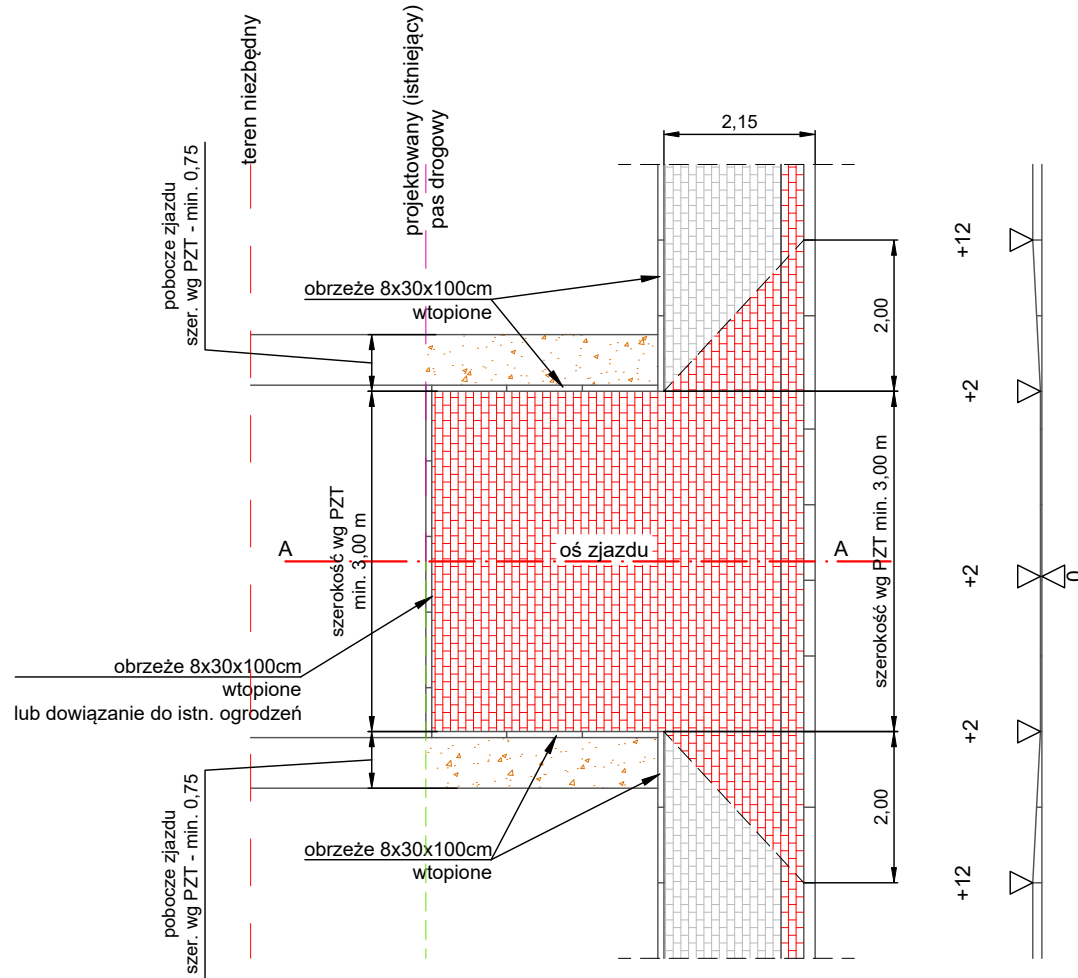 teren niezbędny
projektowany (istniejący)
pas drogowy
2,15
pobocze zjazdu
szer. wg PZT - min. 0,75
obrzeże 8x30x100cm
wtopione
+12
2,00
+2
szerokość wg PZT
min. 3,00 m
A
oś zjazdu
A
szerokość wg PZT min. 3,00 m
+2
0
obrzeże 8x30x100cm
wtopione
lub dowiązanie do istn. ogrodzeń
+2
pobocze zjazdu
szer. wg PZT - min. 0,75
2,00
obrzeże 8x30x100cm
wtopione
+12